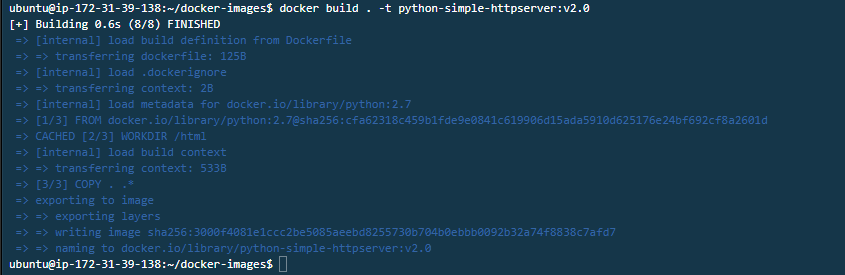 ubuntu@ip-172-31-39-138:~/docker-images$ docker build . -t python-simple-httpserver:v2.0
[+] Building 0.6s (8/8) FINISHED
=> [internal] load build definition from Dockerfile
=> => transferring dockerfile: 125B
=> [internal] load .dockerignore
=> => transferring context: 2B
=> [internal] load metadata for docker.io/library/python:2.7
=> [1/3] FROM docker.io/library/python:2.7@sha256:cfa62318c459b1fde9e0841c619906d15ada5910d625176e24bf692cf8a2601d
=> CACHED [2/3] WORKDIR /html
=> [internal] load build context
=> => transferring context: 533B
=> [3/3] COPY . .*
=> exporting to image
=> => exporting layers
=> => writing image sha256:3000f4081e1ccc2be5085aeebd8255730b704b0ebbb0092b32a74f8838c7afd7
=> => naming to docker.io/library/python-simple-httpserver:v2.0
ubuntu@ip-172-31-39-138:~/docker-images$